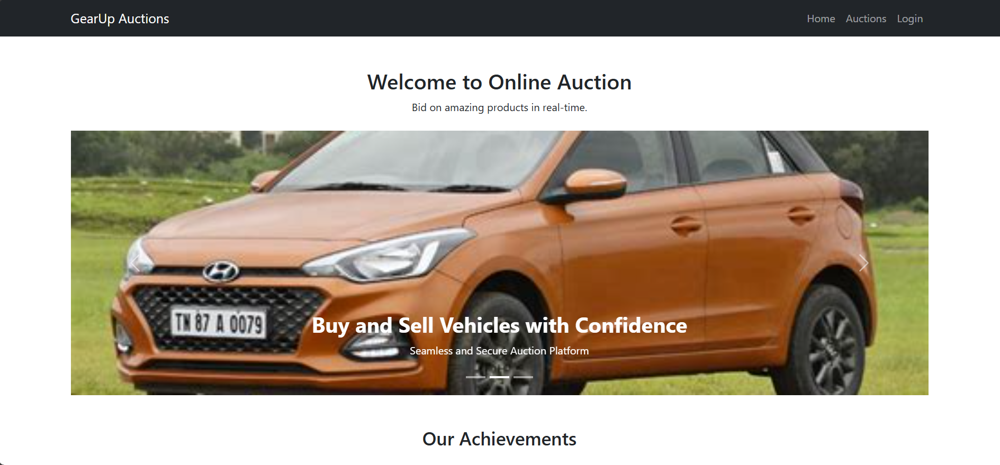 GearUp Auctions
Home Auctions Login
Welcome to Online Auction
Bid on amazing products in real-time.
TN 87 A 0079
Buy and Sell Vehicles with Confidence
Seamless and Secure Auction Platform
Our Achievements